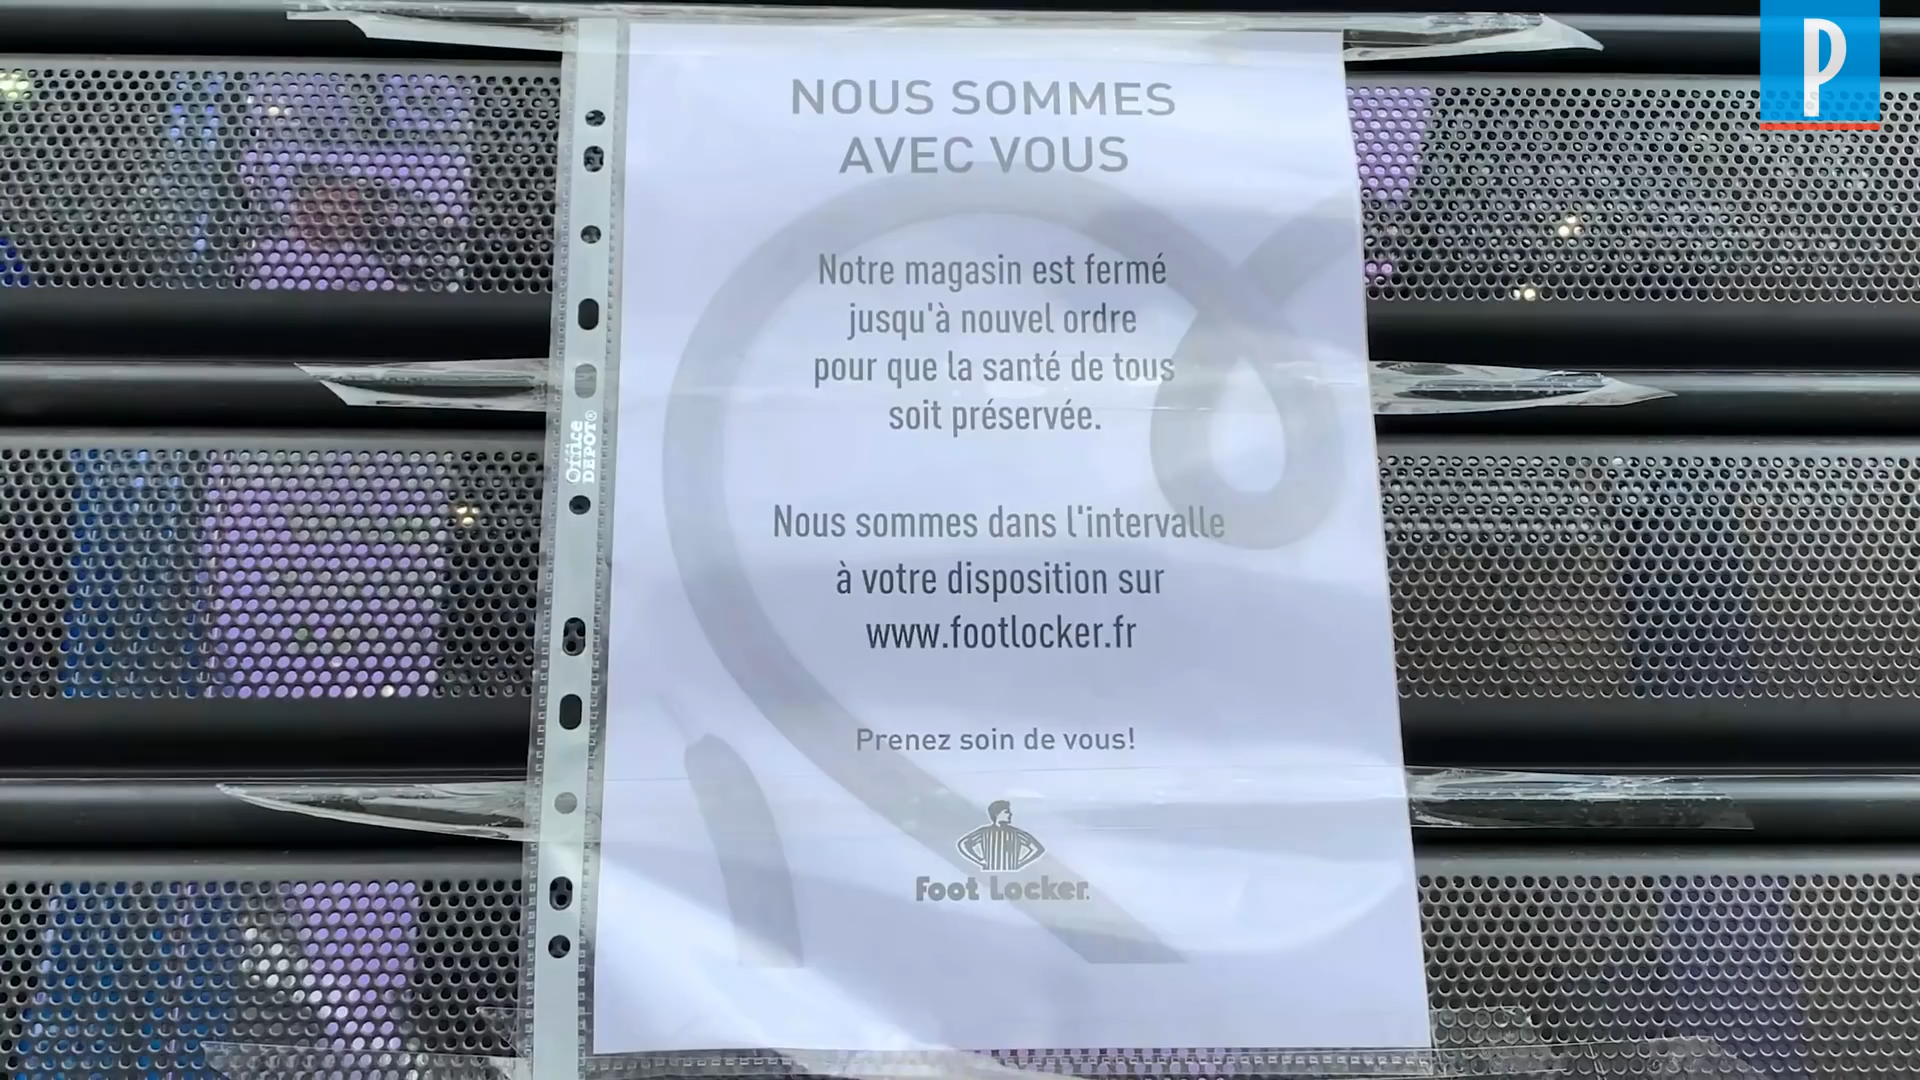 P
NOUS SOMMES
AVEC VOUS
Notre magasin est fermé
jusqu'à nouvel ordre
pour que la santé de tous
soit préservée.
Nous sommes dans l'intervalle
à votre disposition sur
www.footlocker.fr
Prenez soin de vous!
Foot Locker.
Office
DEPOT®